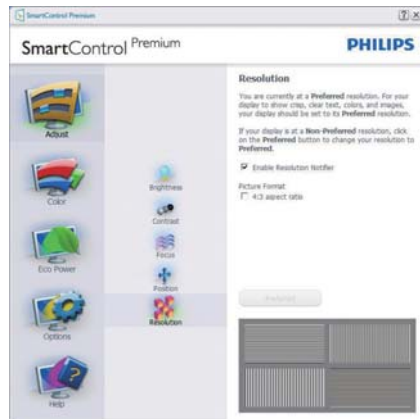 SmartControl Premium
SmartControl Premium
PHILIPS
Adjust
Color
Eco Power
Options
Help
Brightness
Contrast
Focus
Position
Resolution
Resolution
You are currently at a Preferred resolution. For your
display to show crisp, clear text, colors, and images,
your display should be set to its Preferred resolution.
If your display is at a Non-Preferred resolution, click
on the Preferred button to change your resolution to
Preferred.
Enable Resolution Notifier
Picture Format
4:3 aspect ratio
Preferred